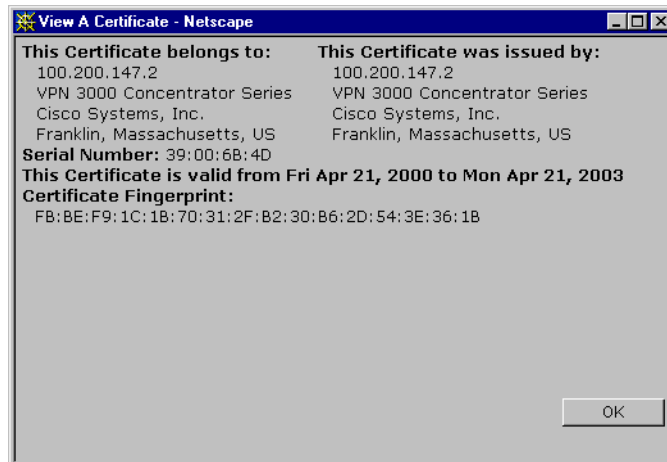 View A Certificate - Netscape
This Certificate belongs to:
100.200.147.2
VPN 3000 Concentrator Series
Cisco Systems, Inc.
Franklin, Massachusetts, US
This Certificate was issued by:
100.200.147.2
VPN 3000 Concentrator Series
Cisco Systems, Inc.
Franklin, Massachusetts, US
Serial Number: 39:00:6B:4D
This Certificate is valid from Fri Apr 21, 2000 to Mon Apr 21, 2003
Certificate Fingerprint:
FB:BE:F9:1C:1B:70:31:2F:B2:30:B6:2D:54:3E:36:1B
OK